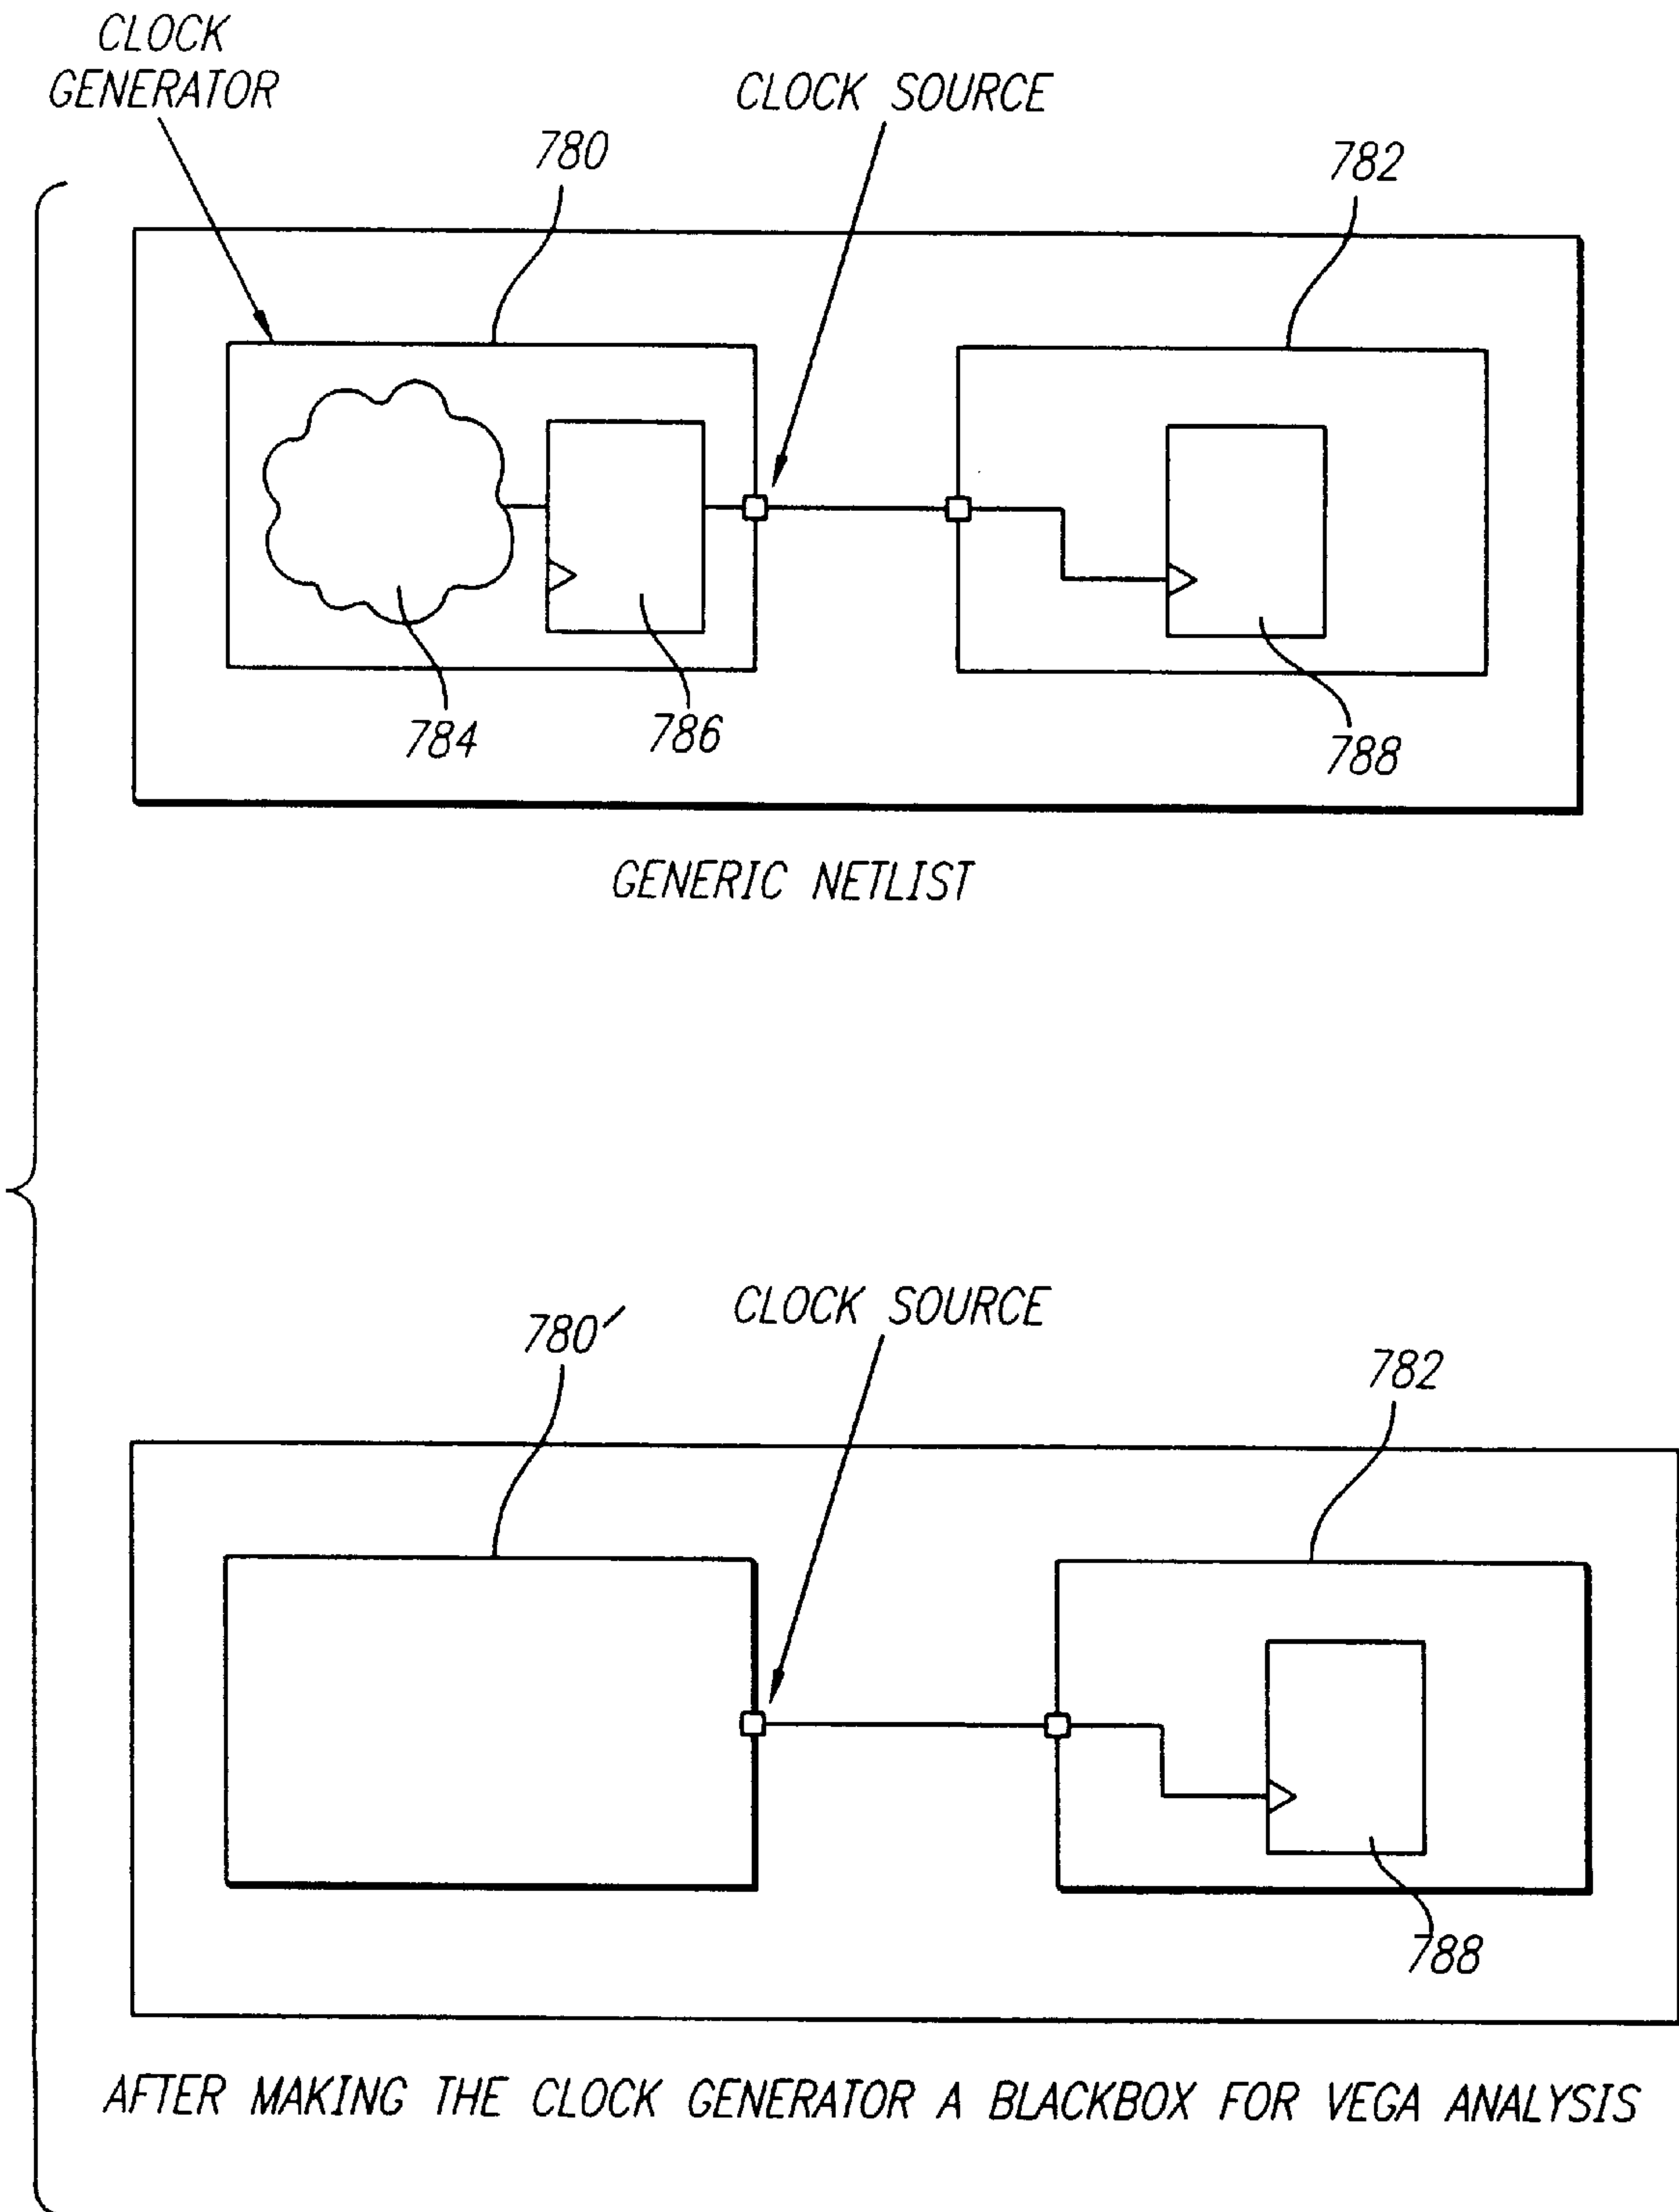 CLOCK
GENERATOR
CLOCK SOURCE
780
782
784
786
788
GENERIC NETLIST
CLOCK SOURCE
780′
782
788
AFTER MAKING THE CLOCK GENERATOR A BLACKBOX FOR VEGA ANALYSIS